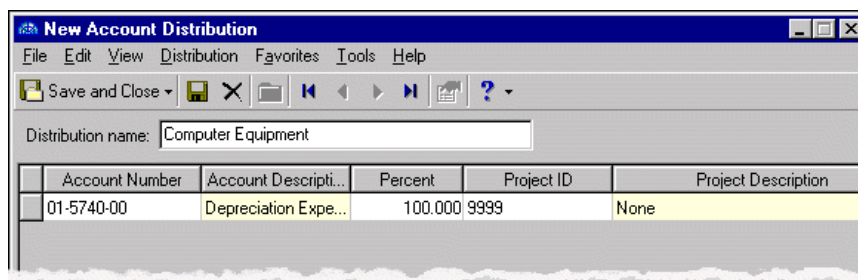 New Account Distribution
File Edit View Distribution Favorites Tools Help
Save and Close
Distribution name: Computer Equipment
Account Number Account Descripti... Percent Project ID Project Description
01-5740-00 Depreciation Expe... 100.000 9999 None